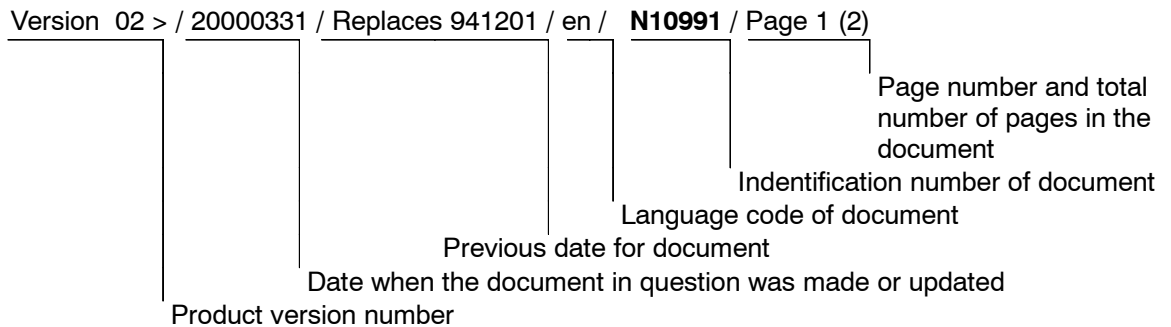 Version 02 > / 20000331 / Replaces 941201 / en / N10991 / Page 1 (2)
Page number and total
number of pages in the
document
Indentification number of document
Language code of document
Previous date for document
Date when the document in question was made or updated
Product version number